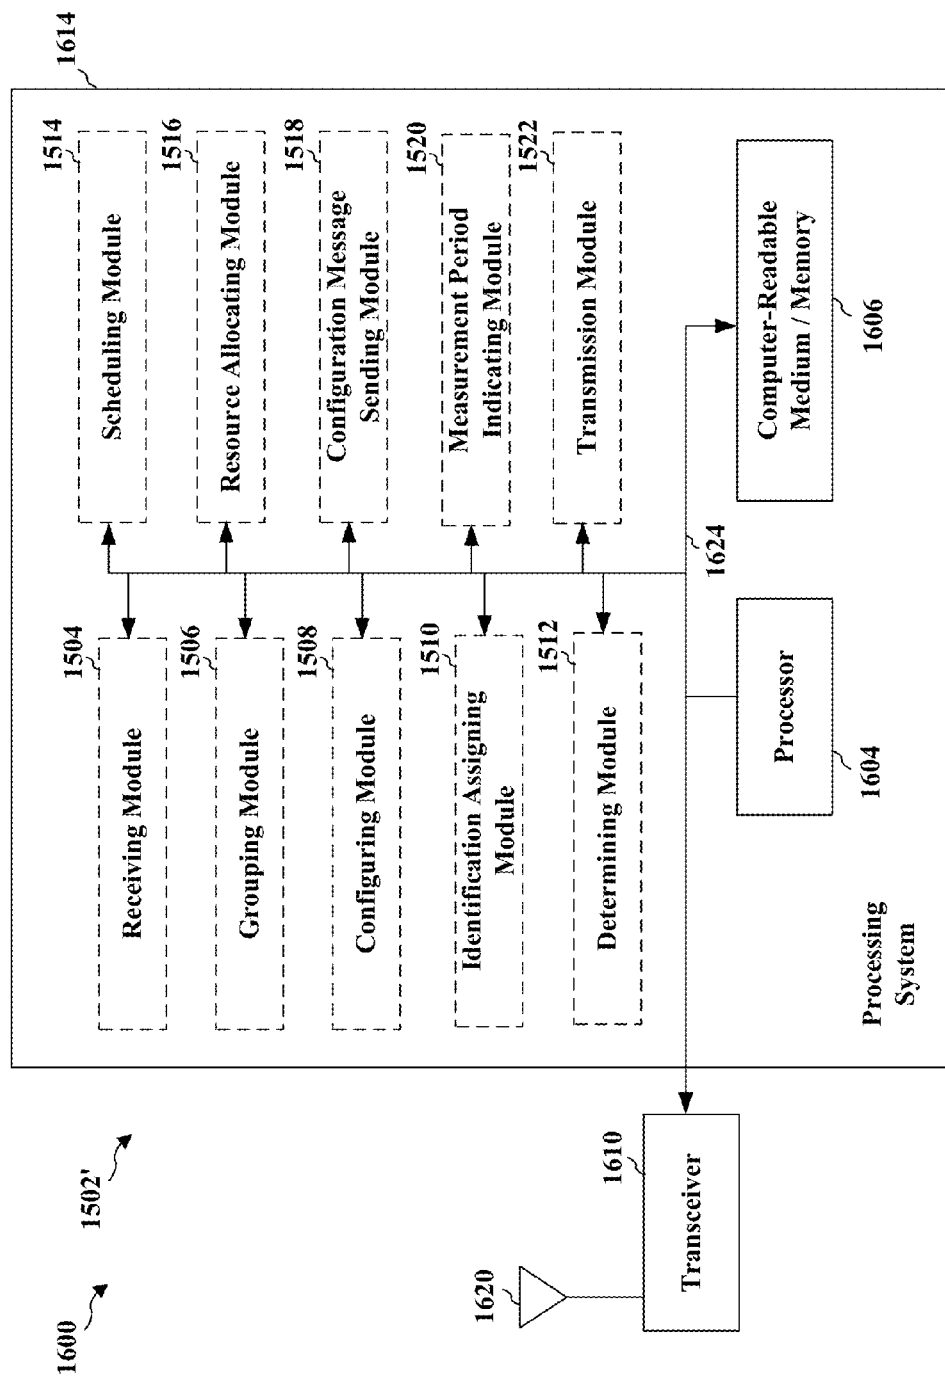 1600
1502'
1614
1504
Receiving Module
1514
Scheduling Module
1506
Grouping Module
1516
Resource Allocating Module
1508
Configuring Module
1518
Configuration Message
Sending Module
1510
Identification Assigning
Module
1520
Measurement Period
Indicating Module
1512
Determining Module
1522
Transmission Module
1620
1610
Transceiver
1624
Processor
1604
Computer-Readable
Medium / Memory
1606
Processing
System